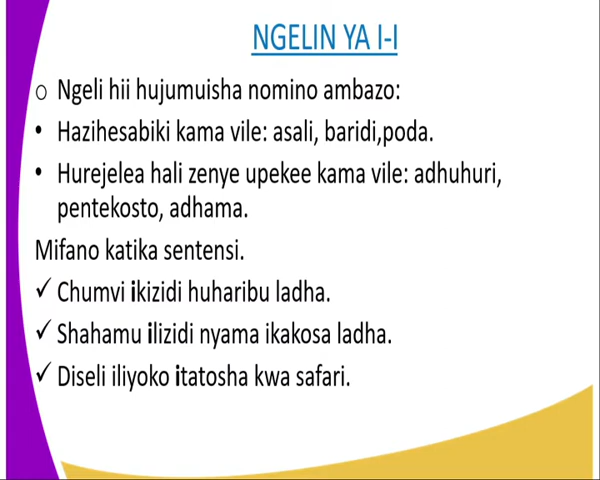 NGELIN YA I-I
o Ngeli hii hujumuisha nomino ambazo:
• Hazihesabiki kama vile: asali, baridi,poda.
• Hurejelea hali zenye upekee kama vile: adhuhuri,
pentekosto, adhama.
Mifano katika sentensi.
✓ Chumvi ikizidi huharibu ladha.
✓ Shahamu ilizidi nyama ikakosa ladha.
✓ Diseli iliyoko itatosha kwa safari.